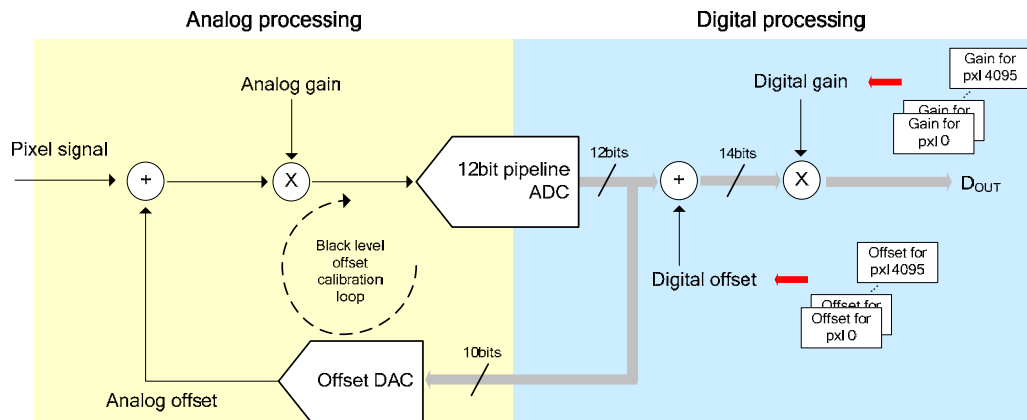 Analog processing
Digital processing
Analog gain
Digital gain
Gain for
pxl 4095
Gain for
Gain for
pxl 0
Pixel signal
+
X
12bit pipeline
ADC
12bits
+
14bits
X
DOUT
Black level
offset
calibration
loop
Digital offset
Offset for
pxl 4095
Offset for
Offset for
pxl 0
10bits
Offset DAC
Analog offset